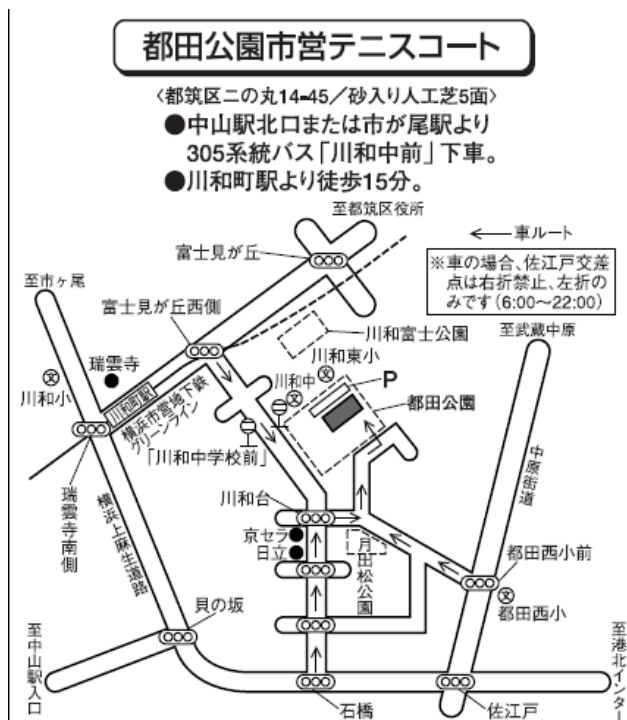 都田公園市営テニスコート
〈都筑区二の丸14-45／砂入り人工芝5面〉
●中山駅北口または市が尾駅より
305系統バス「川和中前」下車。
●川和町駅より徒歩15分。
至都筑区役所
←車ルート
富士見が丘
※車の場合、佐江戸交差
点は右折禁止、左折の
みです(6:00〜22:00)
至市ヶ尾
富士見が丘西側
川和富士公園
至武蔵中原
瑞雲寺
川和東小
文
川和小
文
川和町駅
川和中
文
P
都田公園
横浜市営地下鉄
グリーンライン
「川和中学校前」
中原街道
瑞雲寺南側
横浜上麻生道路
川和台
京セラ
日立
月出松公園
都田西小前
文
都田西小
貝の坂
至中山駅入口
石橋
佐江戸
至港北インター